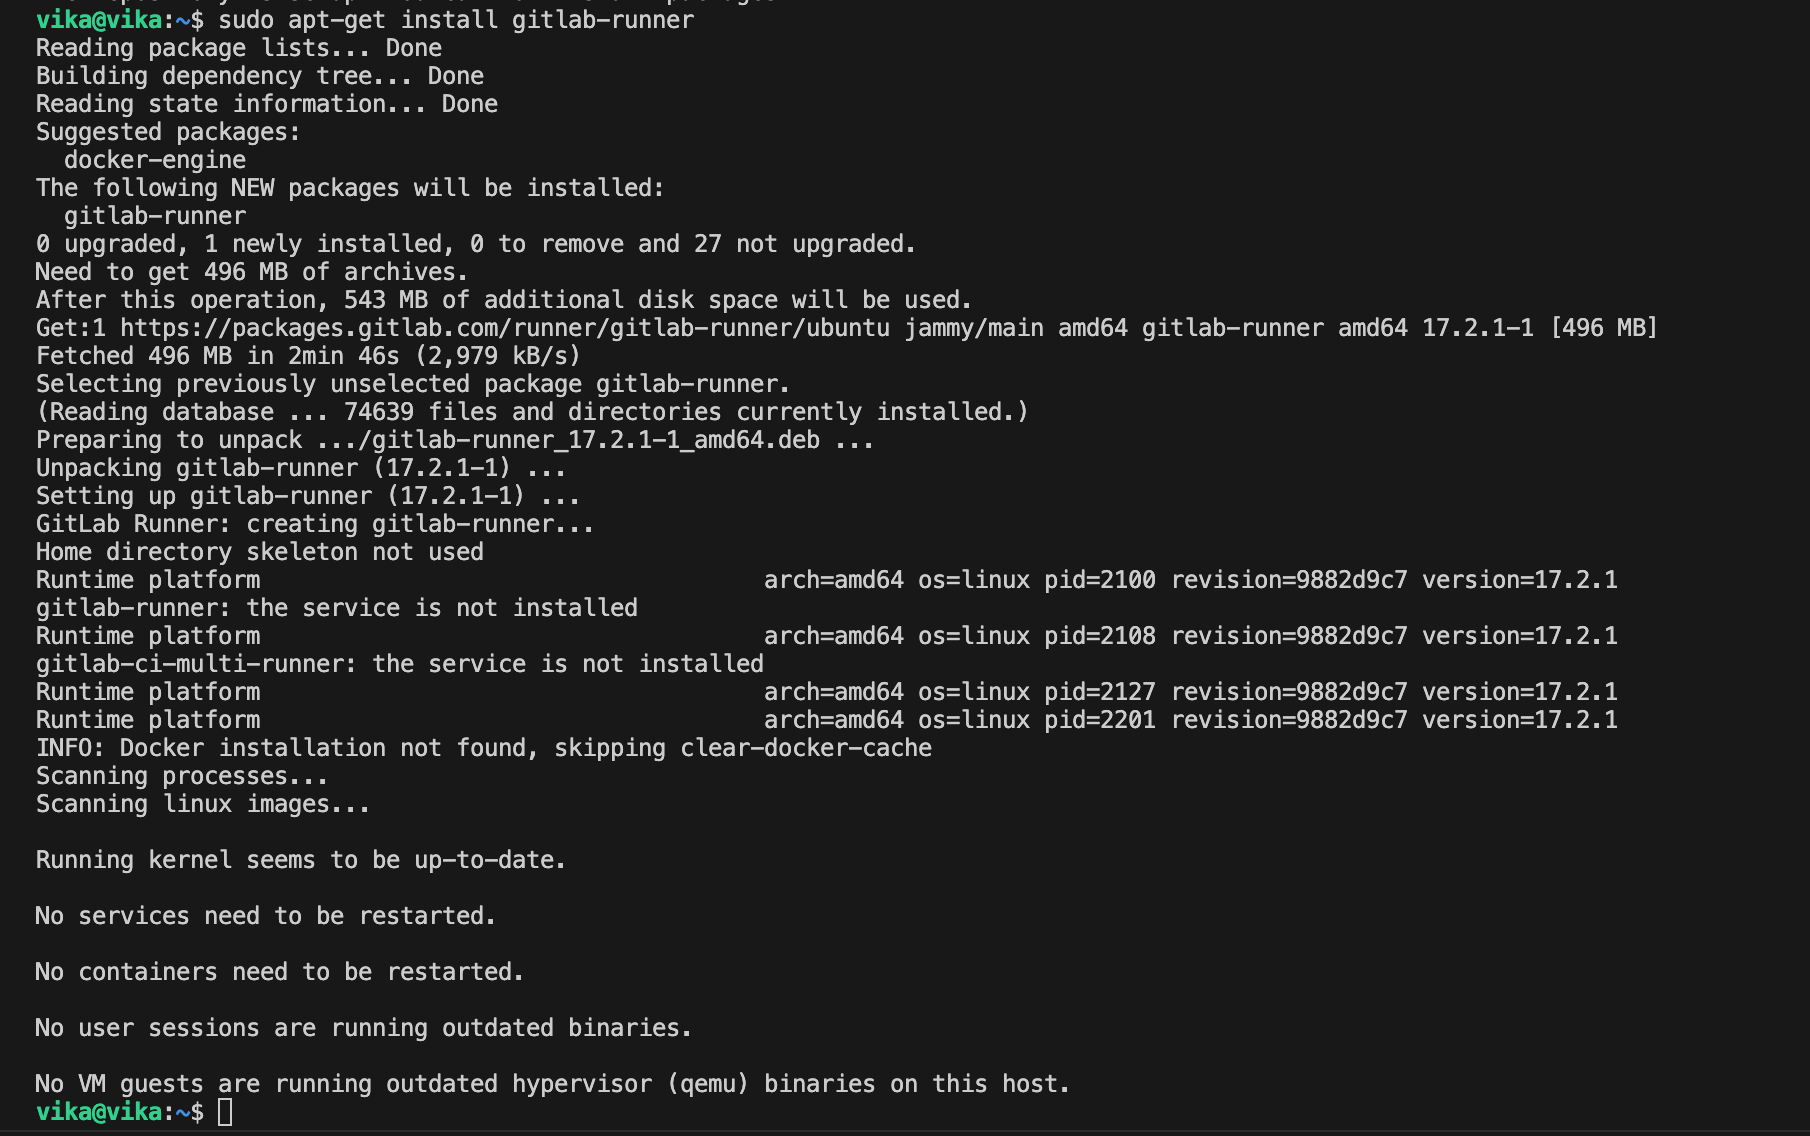 vika@vika:~$ sudo apt-get install gitlab-runner
Reading package lists... Done
Building dependency tree... Done
Reading state information... Done
Suggested packages:
  docker-engine
The following NEW packages will be installed:
  gitlab-runner
0 upgraded, 1 newly installed, 0 to remove and 27 not upgraded.
Need to get 496 MB of archives.
After this operation, 543 MB of additional disk space will be used.
Get:1 https://packages.gitlab.com/runner/gitlab-runner/ubuntu jammy/main amd64 gitlab-runner amd64 17.2.1-1 [496 MB]
Fetched 496 MB in 2min 46s (2,979 kB/s)
Selecting previously unselected package gitlab-runner.
(Reading database ... 74639 files and directories currently installed.)
Preparing to unpack .../gitlab-runner_17.2.1-1_amd64.deb ...
Unpacking gitlab-runner (17.2.1-1) ...
Setting up gitlab-runner (17.2.1-1) ...
GitLab Runner: creating gitlab-runner...
Home directory skeleton not used
Runtime platform                                    arch=amd64 os=linux pid=2100 revision=9882d9c7 version=17.2.1
gitlab-runner: the service is not installed
Runtime platform                                    arch=amd64 os=linux pid=2108 revision=9882d9c7 version=17.2.1
gitlab-ci-multi-runner: the service is not installed
Runtime platform                                    arch=amd64 os=linux pid=2127 revision=9882d9c7 version=17.2.1
Runtime platform                                    arch=amd64 os=linux pid=2201 revision=9882d9c7 version=17.2.1
INFO: Docker installation not found, skipping clear-docker-cache
Scanning processes...
Scanning linux images...

Running kernel seems to be up-to-date.

No services need to be restarted.

No containers need to be restarted.

No user sessions are running outdated binaries.

No VM guests are running outdated hypervisor (qemu) binaries on this host.
vika@vika:~$